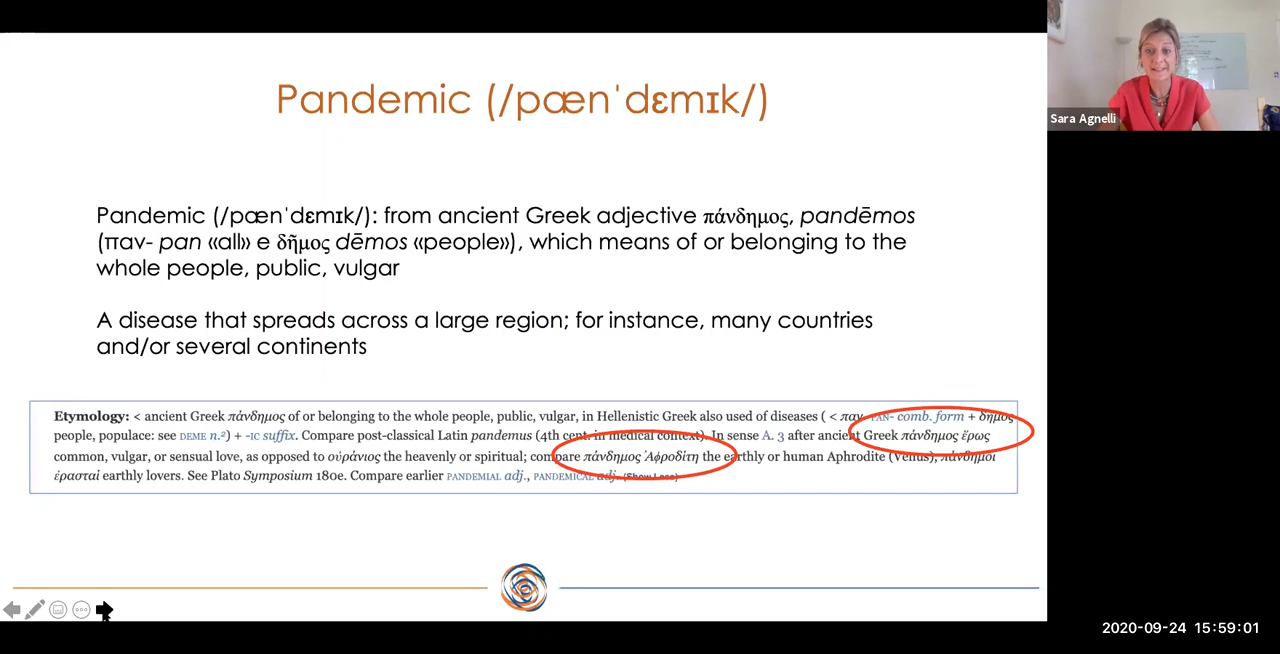 Pandemic (/pænˈdɛmɪk/)
Sara Agnelli
Pandemic (/pænˈdɛmɪk/): from ancient Greek adjective πάνδημος, pandēmos
(παν- pan «all» e δῆμος dēmos «people»), which means of or belonging to the
whole people, public, vulgar
A disease that spreads across a large region; for instance, many countries
and/or several continents
Etymology: < ancient Greek πάνδημος of or belonging to the whole people, public, vulgar, in Hellenistic Greek also used of diseases ( < παν- PAN- comb. form + δῆμος
people, populace: see DEME n.²) + -IC suffix. Compare post-classical Latin pandemus (4th cent. in medical context). In sense A. 3 after ancient Greek πάνδημος ἔρως
common, vulgar, or sensual love, as opposed to οὐράνιος the heavenly or spiritual; compare πάνδημος Ἀφροδίτη the earthly or human Aphrodite (Venus), πάνδημοι
ἐρασταί earthly lovers. See Plato Symposium 180e. Compare earlier PANDEMIAL adj., PANDEMICAL adj. (Show Less)
2020-09-24 15:59:01